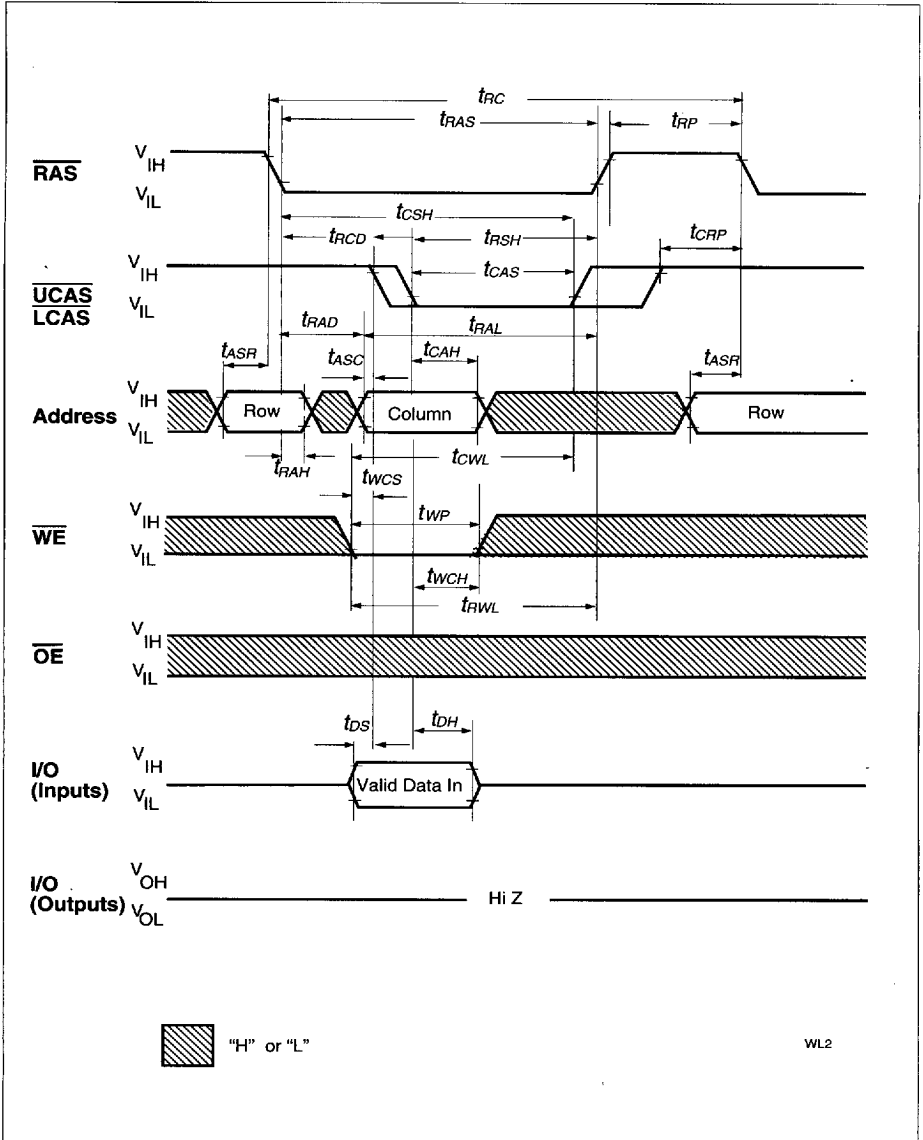 tRC
tRAS
tRP
RAS
VIH
VIL
tCSH
tRCD
tRSH
tCRP
UCAS
LCAS
VIH
VIL
tCAS
tRAD
tRAL
tASR
tASC
tCAH
tASR
Address
VIH
VIL
Row
Column
Row
tRAH
tCWL
tWCS
WE
VIH
VIL
tWP
tWCH
tRWL
OE
VIH
VIL
tDS
tDH
I/O
(Inputs)
VIH
VIL
Valid Data In
I/O
(Outputs)
VOH
VOL
Hi Z
“H” or “L”
WL2